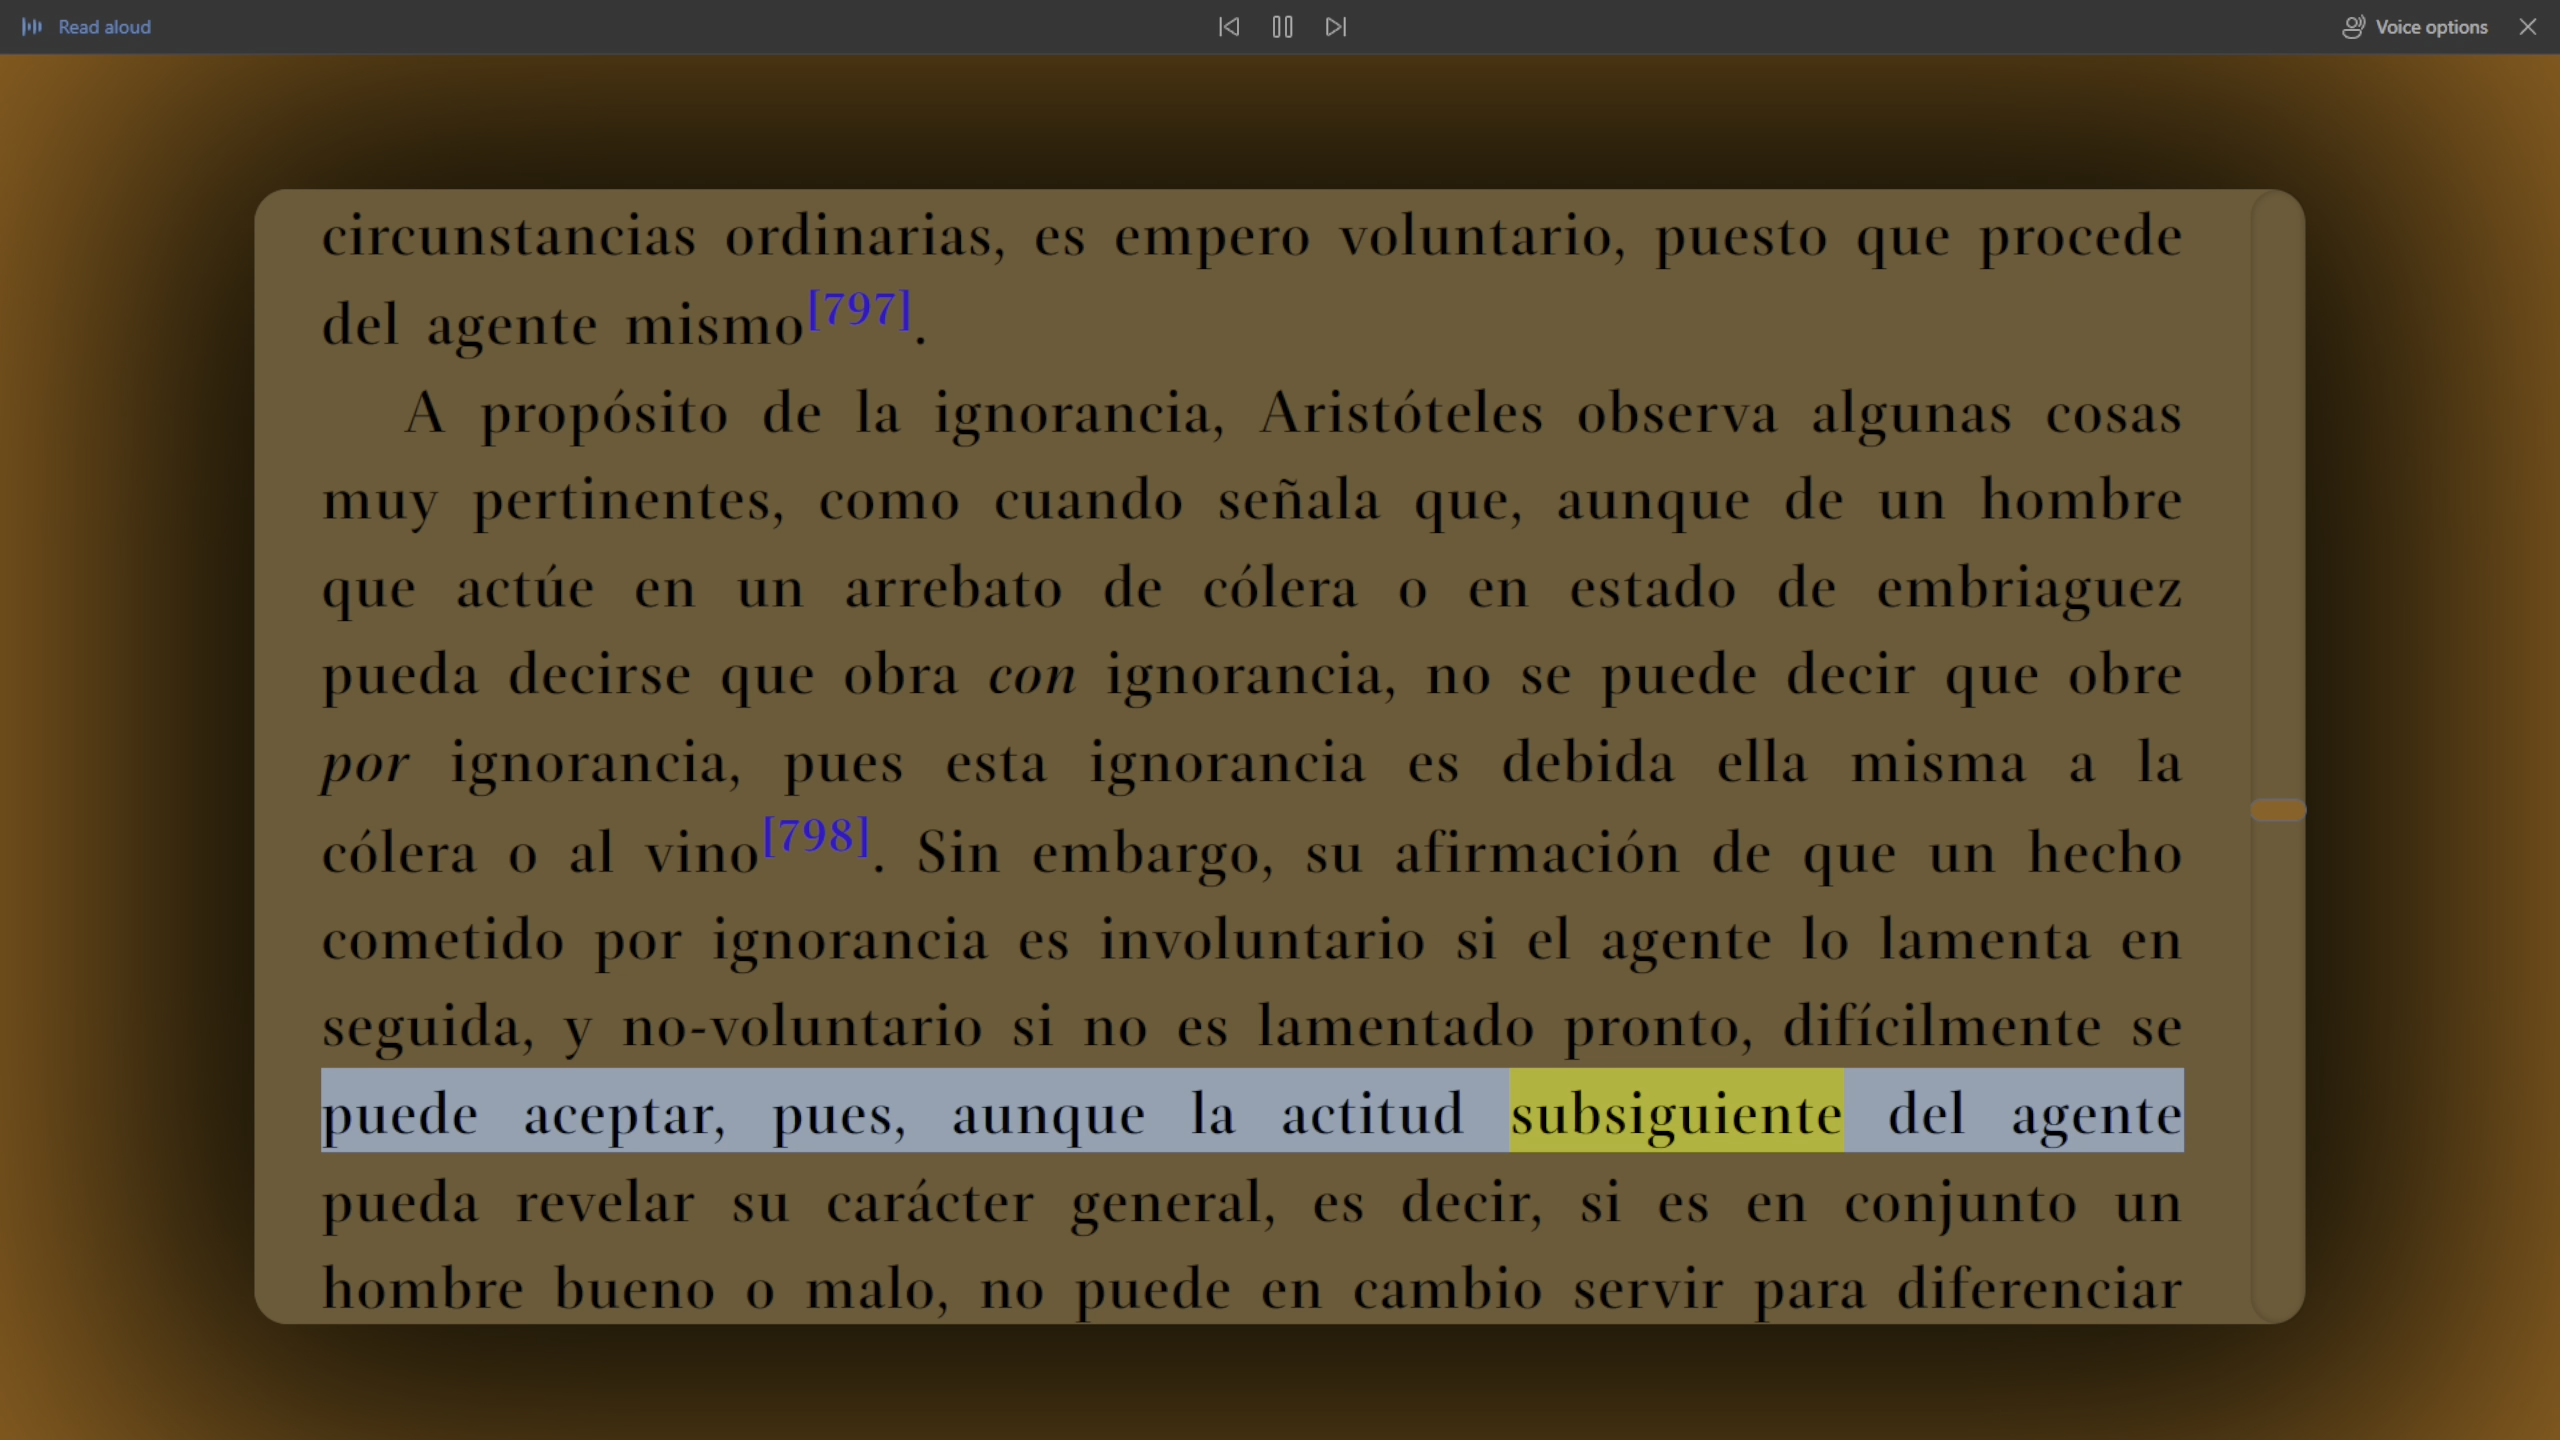 Read aloud
Voice options
circunstancias ordinarias, es empero voluntario, puesto que procede
del agente mismo[797].
A propósito de la ignorancia, Aristóteles observa algunas cosas
muy pertinentes, como cuando señala que, aunque de un hombre
que actúe en un arrebato de cólera o en estado de embriaguez
pueda decirse que obra con ignorancia, no se puede decir que obre
por ignorancia, pues esta ignorancia es debida ella misma a la
cólera o al vino[798]. Sin embargo, su afirmación de que un hecho
cometido por ignorancia es involuntario si el agente lo lamenta en
seguida, y no-voluntario si no es lamentado pronto, difícilmente se
puede aceptar, pues, aunque la actitud subsiguiente del agente
pueda revelar su carácter general, es decir, si es en conjunto un
hombre bueno o malo, no puede en cambio servir para diferenciar